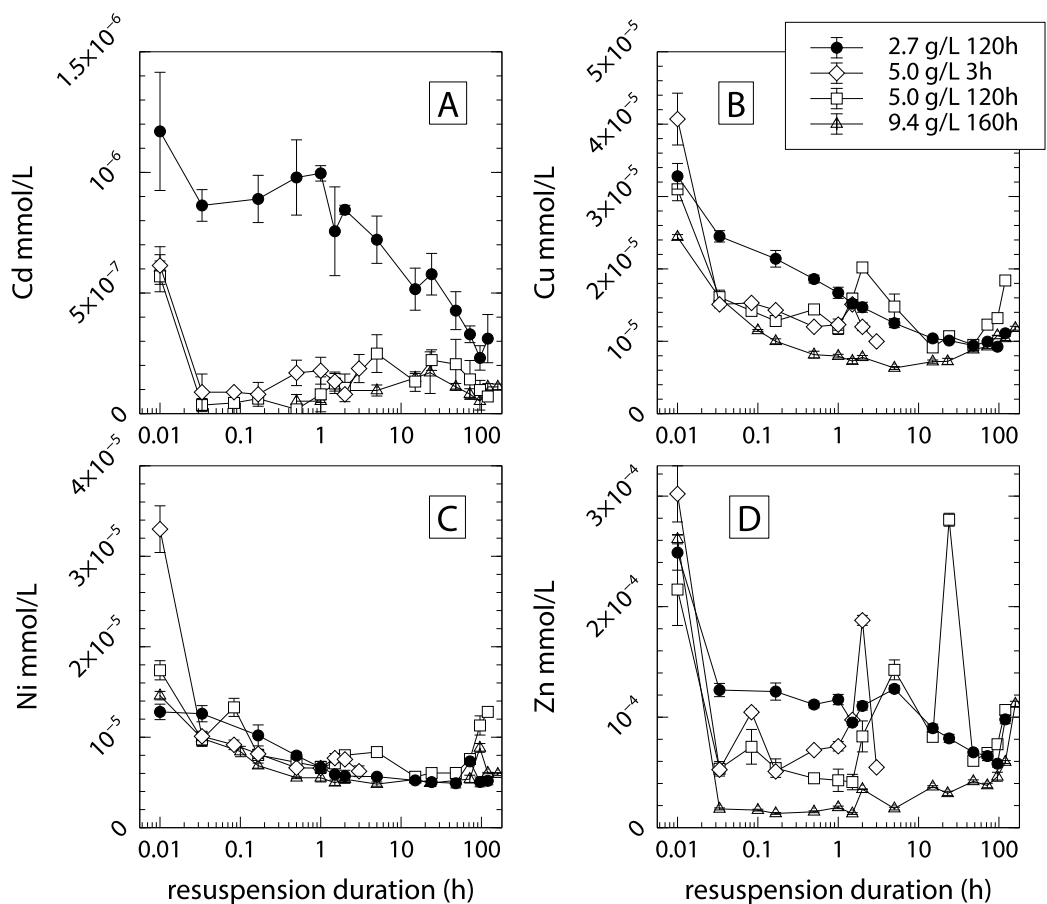 2.7 g/L 120h
5.0 g/L 3h
5.0 g/L 120h
9.4 g/L 160h
A
Cd mmol/L
1.5×10⁻⁶
10⁻⁶
5×10⁻⁷
0
0.01 0.1 1 10 100
B
Cu mmol/L
5×10⁻⁵
4×10⁻⁵
3×10⁻⁵
2×10⁻⁵
10⁻⁵
0
0.01 0.1 1 10 100
C
Ni mmol/L
4×10⁻⁵
3×10⁻⁵
2×10⁻⁵
10⁻⁵
0
0.01 0.1 1 10 100
resuspension duration (h)
D
Zn mmol/L
3×10⁻⁴
2×10⁻⁴
10⁻⁴
0
0.01 0.1 1 10 100
resuspension duration (h)